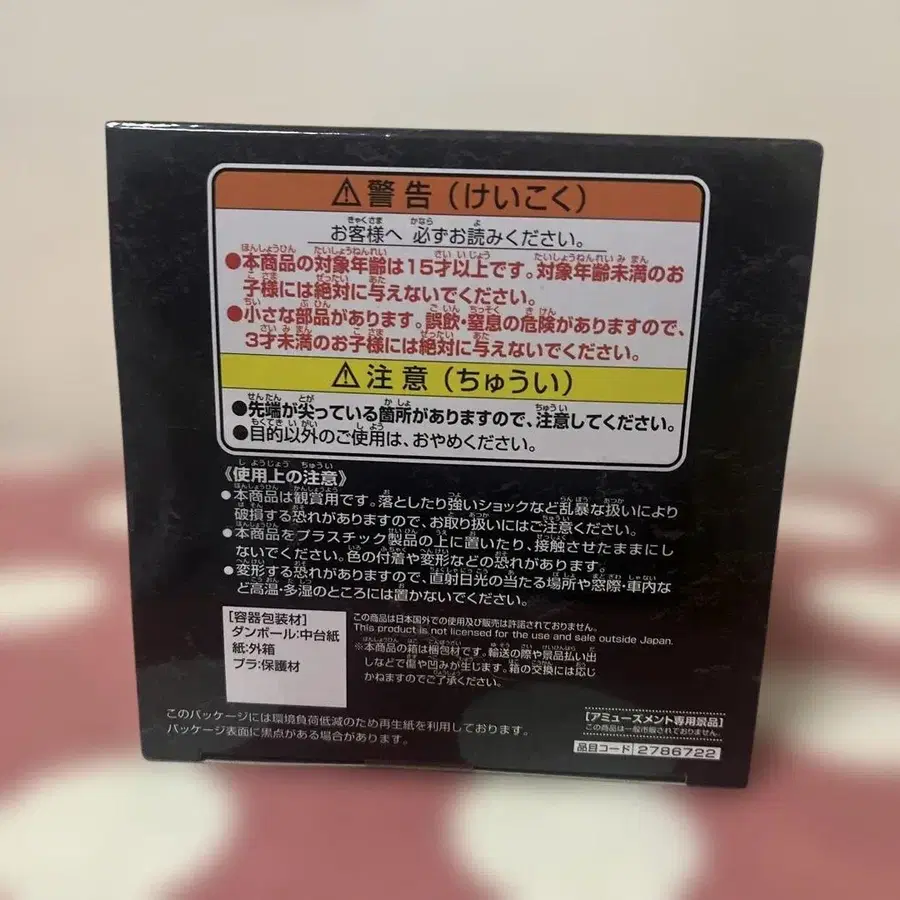 ⚠警告（けいこく）
お客様へ 必ずお読みください。
●本商品の対象年齢は15才以上です。対象年齢未満のお
子様には絶対に与えないでください。
●小さな部品があります。誤飲・窒息の危険がありますので、
3才未満のお子様には絶対に与えないでください。
⚠注意（ちゅうい）
●先端が尖っている箇所がありますので、注意してください。
●目的以外のご使用は、おやめください。
《使用上の注意》
●本商品は観賞用です。落としたり強いショックなど乱暴な扱いにより
破損する恐れがありますので、お取り扱いにはご注意ください。
●本商品をプラスチック製品の上に置いたり、接触させたままにし
ないでください。色の付着や変形などの恐れがあります。
●変形する恐れがありますので、直射日光の当たる場所や窓際・車内な
ど高温・多湿のところには置かないでください。
[容器包装材]
ダンボール:中台紙
紙:外箱
プラ:保護材
この商品は日本国外での使用及び販売は許諾されておりません。
This product is not licensed for the use and sale outside Japan.
※本商品の箱は梱包材です。輸送の際や景品払い出
しなどで傷や凹みが生じます。箱の交換には応じ
かねますのでご了承ください。
このパッケージには環境負荷低減のため再生紙を利用しております。
パッケージ表面に黒点がある場合があります。
[アミューズメント専用景品]
この商品は一般市販されておりません。
品目コード 2786722